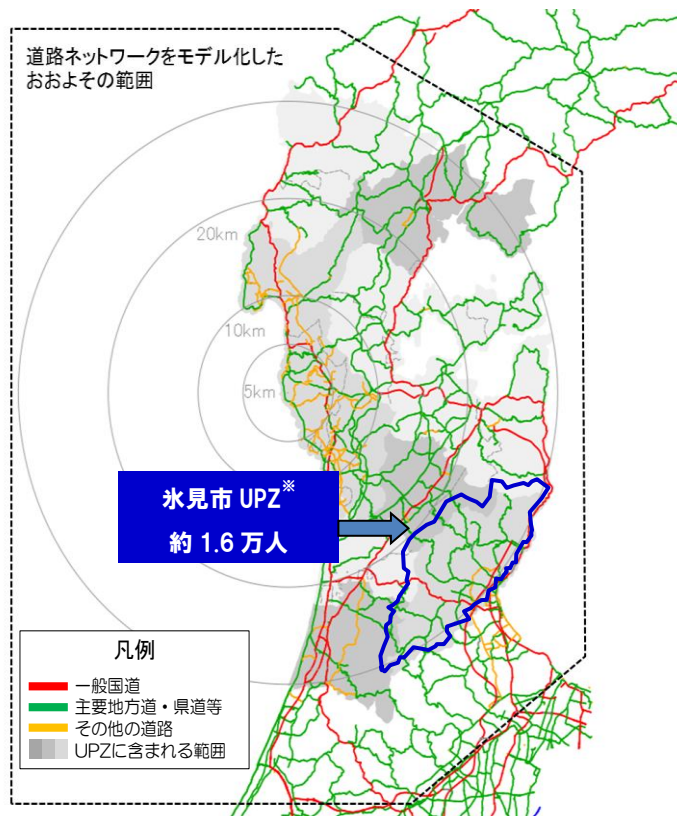 道路ネットワークをモデル化した
おおよその範囲
20km
10km
5km
氷見市 UPZ※
約 1.6 万人
凡例
一般国道
主要地方道・県道等
その他の道路
UPZに含まれる範囲